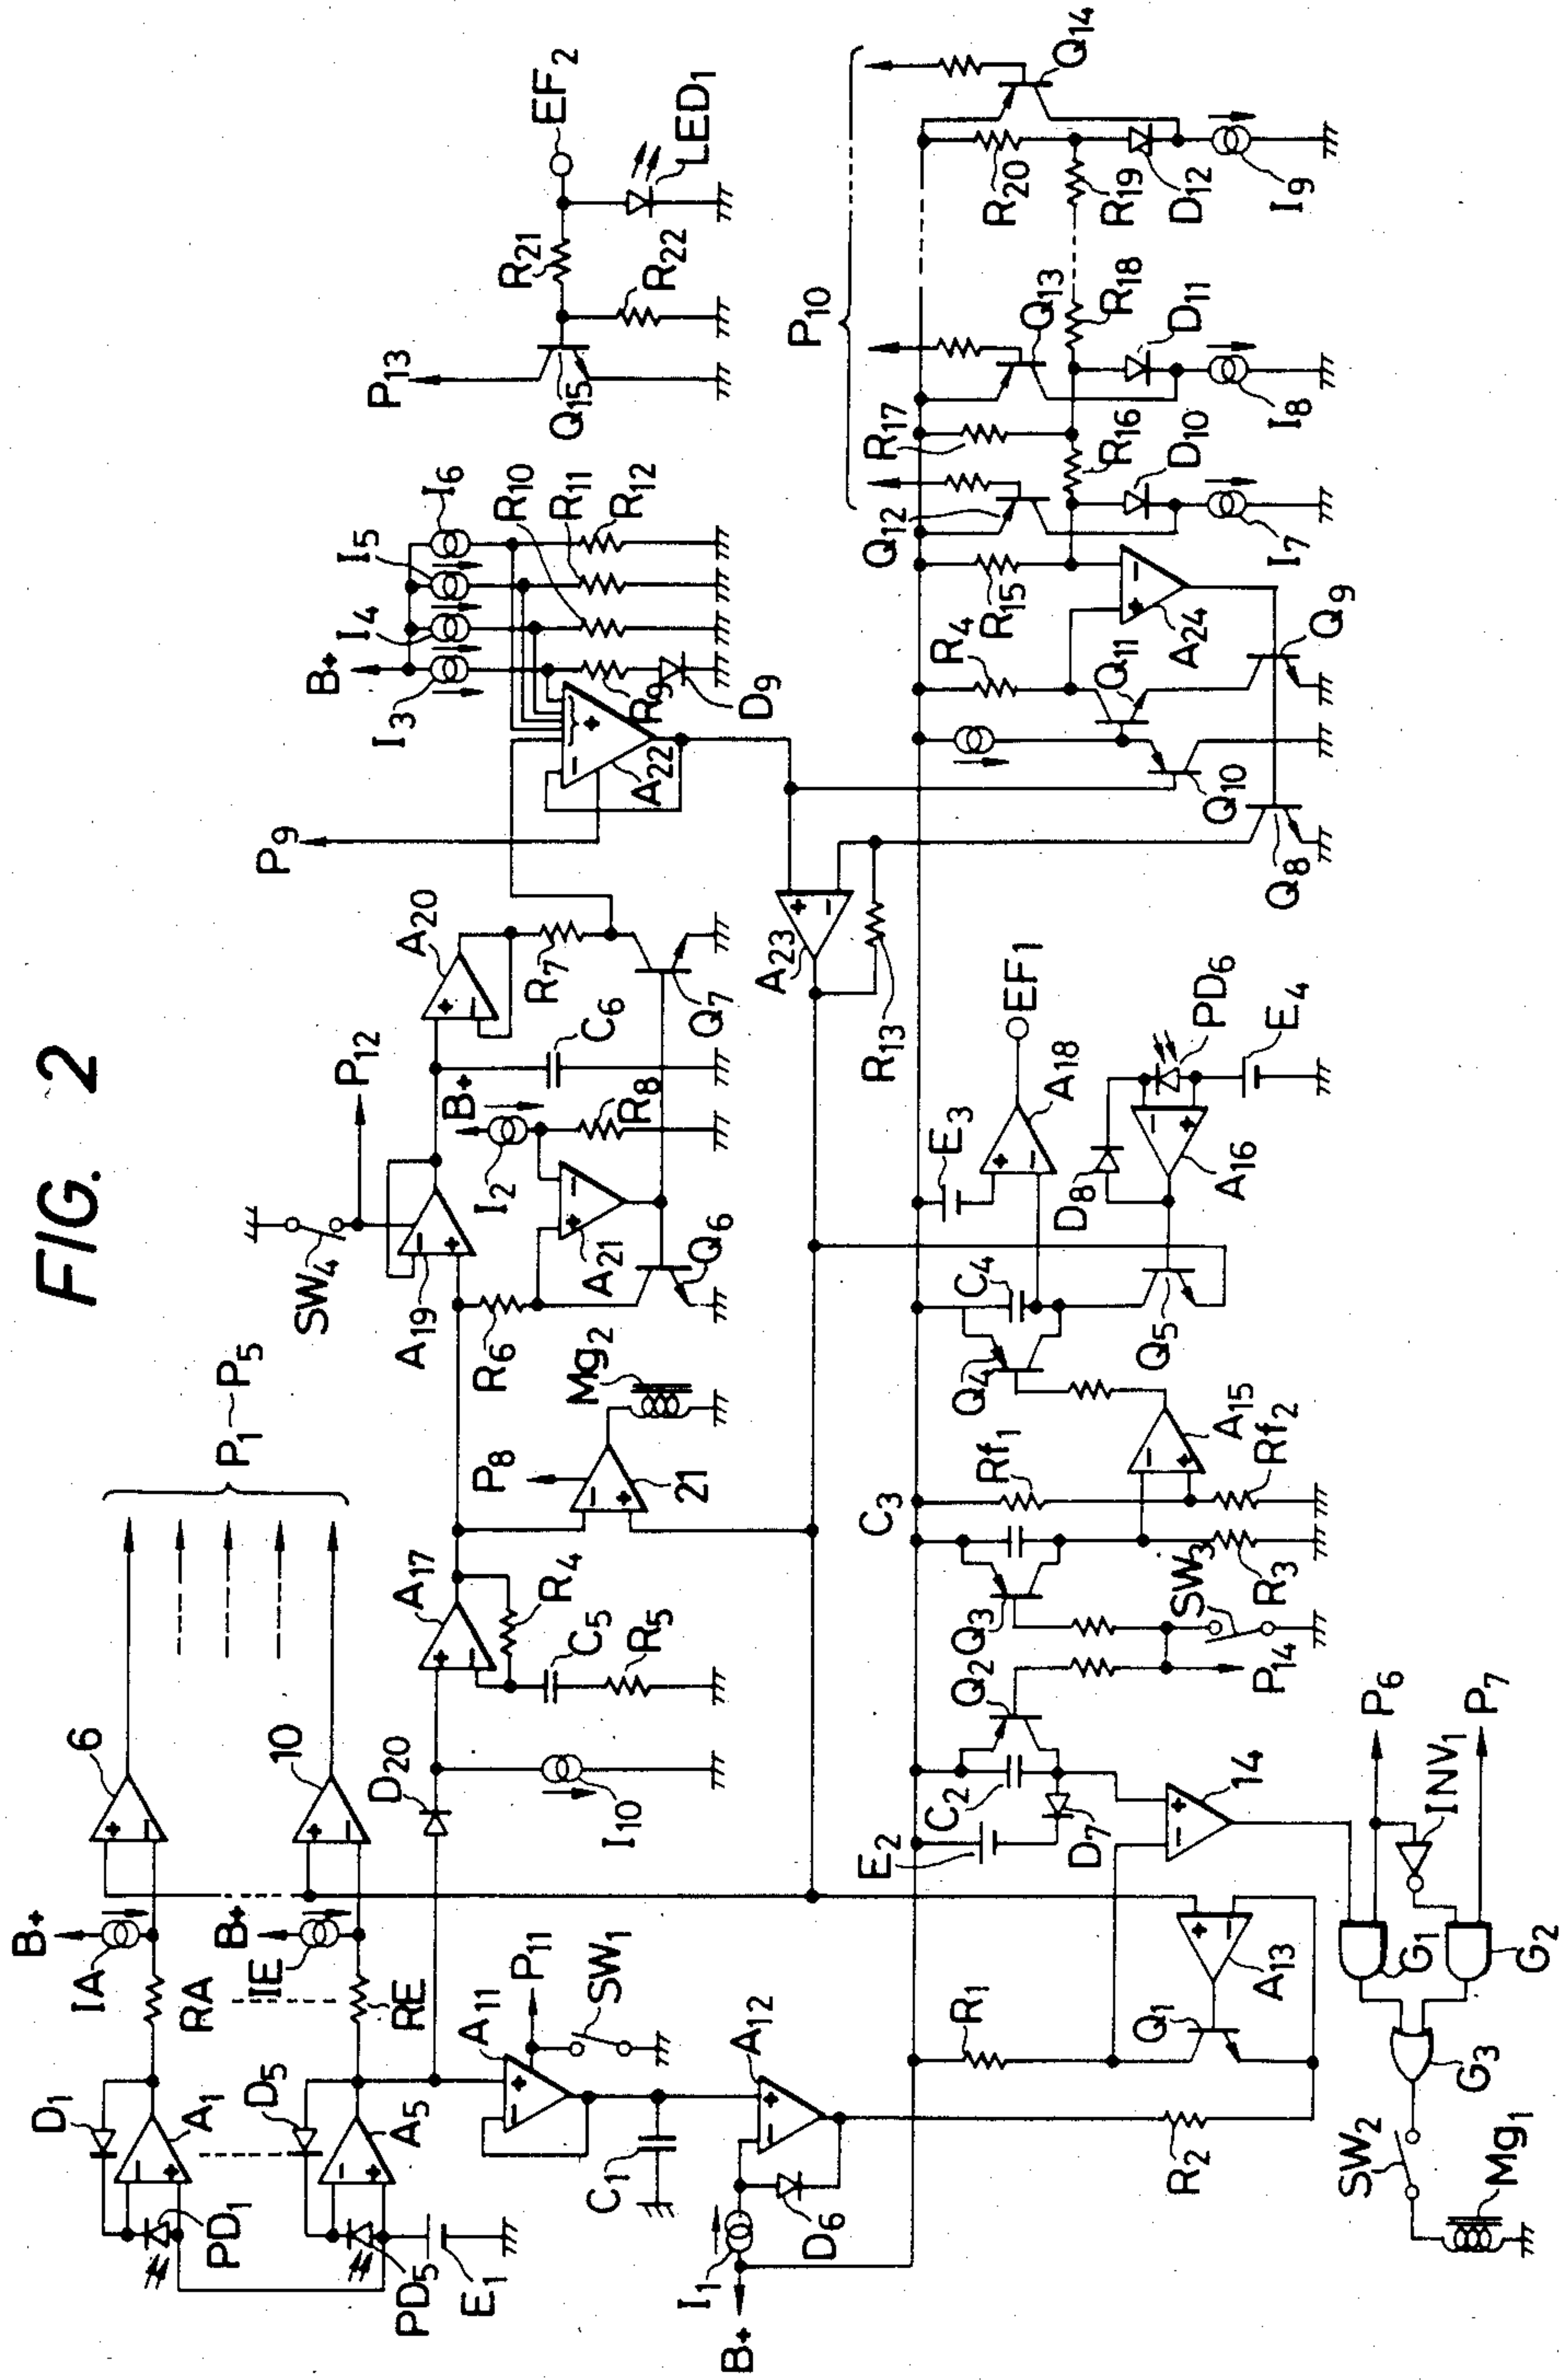 FIG. 2
P1~P5
6
10
B+
IA
RA
B+
IE
RE
D1
A1
PD1
D5
A5
PD5
E1
P11
A11
SW1
C1
A12
I1
D6
B+
D20
I10
A17
R4
C5
R5
P8
21
Mg2
SW4
P12
A19
R6
A21
Q6
B+
I2
R8
C6
A20
R7
Q7
P9
A22
B+
I3
I4
I5
I6
R9
D9
R10
R11
R12
P13
Q15
R21
R22
EF2
LED1
A23
R13
R1
R2
Q1
A13
E2
C2
D7
Q2
14
P14
SW3
Q3
C3
R3
Rf1
Rf2
A15
Q4
C4
Q5
E3
A18
EF1
D8
A16
PD6
E4
P6
INV1
P7
G1
G2
G3
SW2
Mg1
Q8
Q9
Q10
Q11
R4
R15
A24
Q12
R17
R16
D10
I7
P10
Q13
R18
D11
I8
R20
R19
D12
I9
Q14